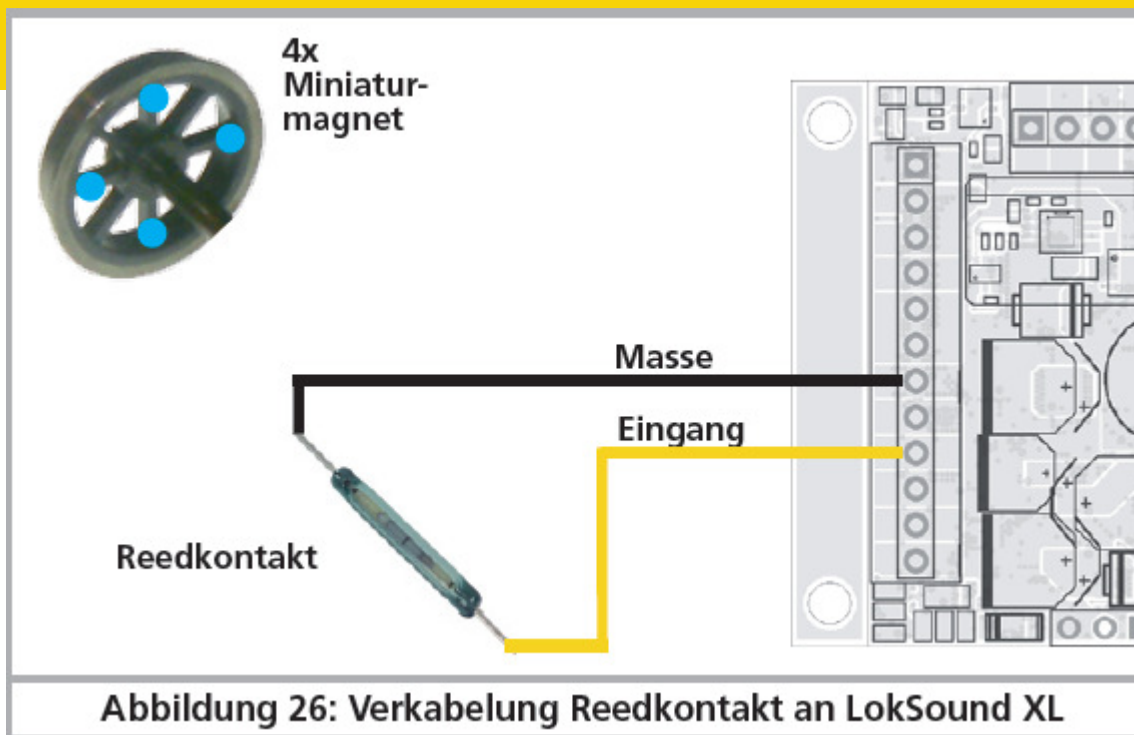 4x
Miniatur-
magnet
Masse
Eingang
Reedkontakt
Abbildung 26: Verkabelung Reedkontakt an LokSound XL